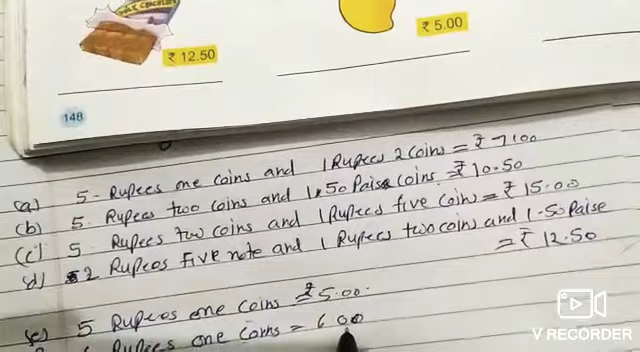 MILK CHOCOLATE
₹ 12.50
₹ 5.00
148
(a) 5-Rupees one coins and 1 Rupees 2 Coins = ₹ 7.00
(b) 5. Rupees two coins and 1.50 Paise Coins = ₹ 10.50
(c) 5. Rupees two coins and 1 Rupees five coins = ₹ 15.00
(d) 2 Rupees Five note and 1 Rupees two coins and 1.50 Paise
= ₹ 12.50
(e) 5 Rupees one Coins ₹ 5.00.
Rupees one coins = 6 00
V RECORDER